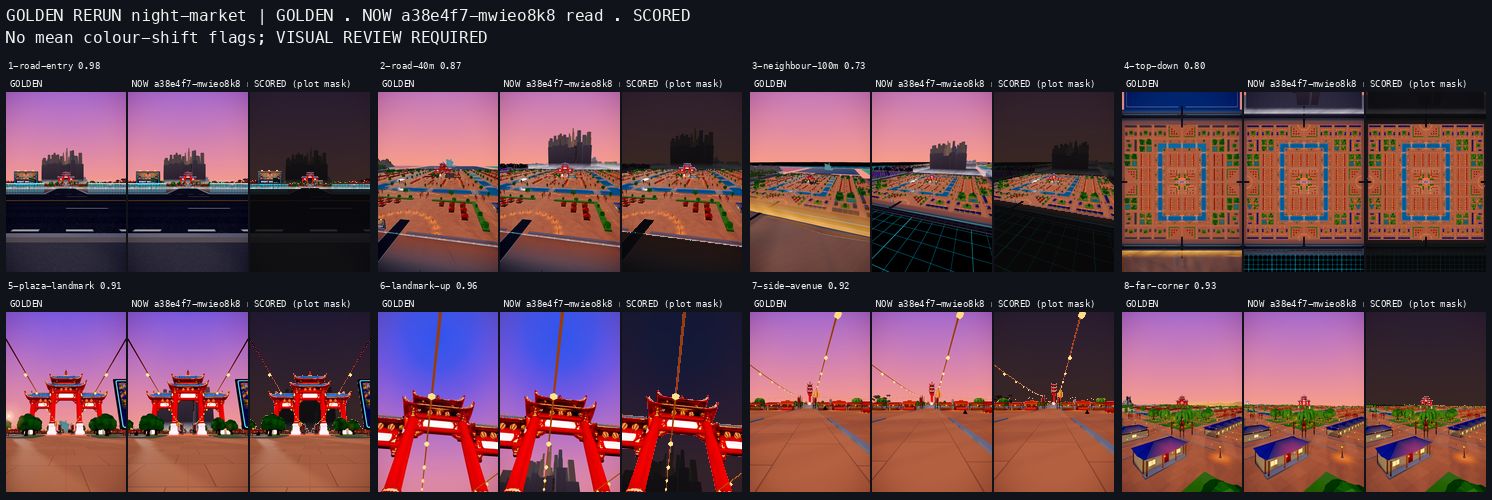 GOLDEN RERUN night-market | GOLDEN . NOW a38e4f7-mwieo8k8 read . SCORED
No mean colour-shift flags; VISUAL REVIEW REQUIRED
1-road-entry 0.98
GOLDEN NOW a38e4f7-mwieo8k8 SCORED (plot mask)
2-road-40m 0.87
GOLDEN NOW a38e4f7-mwieo8k8 SCORED (plot mask)
3-neighbour-100m 0.73
GOLDEN NOW a38e4f7-mwieo8k8 SCORED (plot mask)
4-top-down 0.80
GOLDEN NOW a38e4f7-mwieo8k8 SCORED (plot mask)
5-plaza-landmark 0.91
GOLDEN NOW a38e4f7-mwieo8k8 SCORED (plot mask)
6-landmark-up 0.96
GOLDEN NOW a38e4f7-mwieo8k8 SCORED (plot mask)
7-side-avenue 0.92
GOLDEN NOW a38e4f7-mwieo8k8 SCORED (plot mask)
8-far-corner 0.93
GOLDEN NOW a38e4f7-mwieo8k8 SCORED (plot mask)